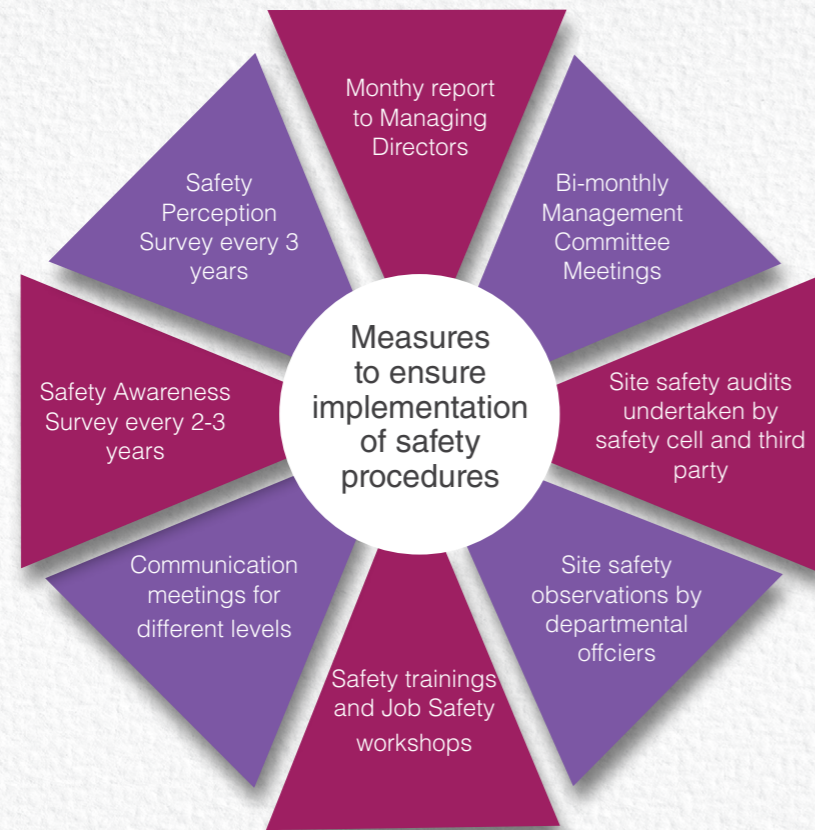 Monthy report
to Managing
Directors
Bi-monthly
Management
Committee
Meetings
Site safety audits
undertaken by
safety cell and third
party
Site safety
observations by
departmental
offciers
Safety trainings
and Job Safety
workshops
Communication
meetings for
different levels
Safety Awareness
Survey every 2-3
years
Safety
Perception
Survey every 3
years
Measures
to ensure
implementation
of safety
procedures